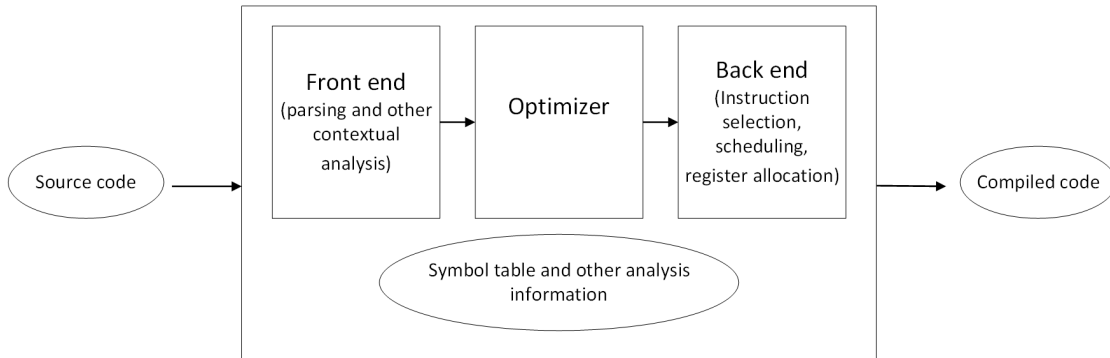 Source code
Front end
(parsing and other
contextual
analysis)
Optimizer
Back end
(Instruction
selection,
scheduling,
register allocation)
Symbol table and other analysis
information
Compiled code